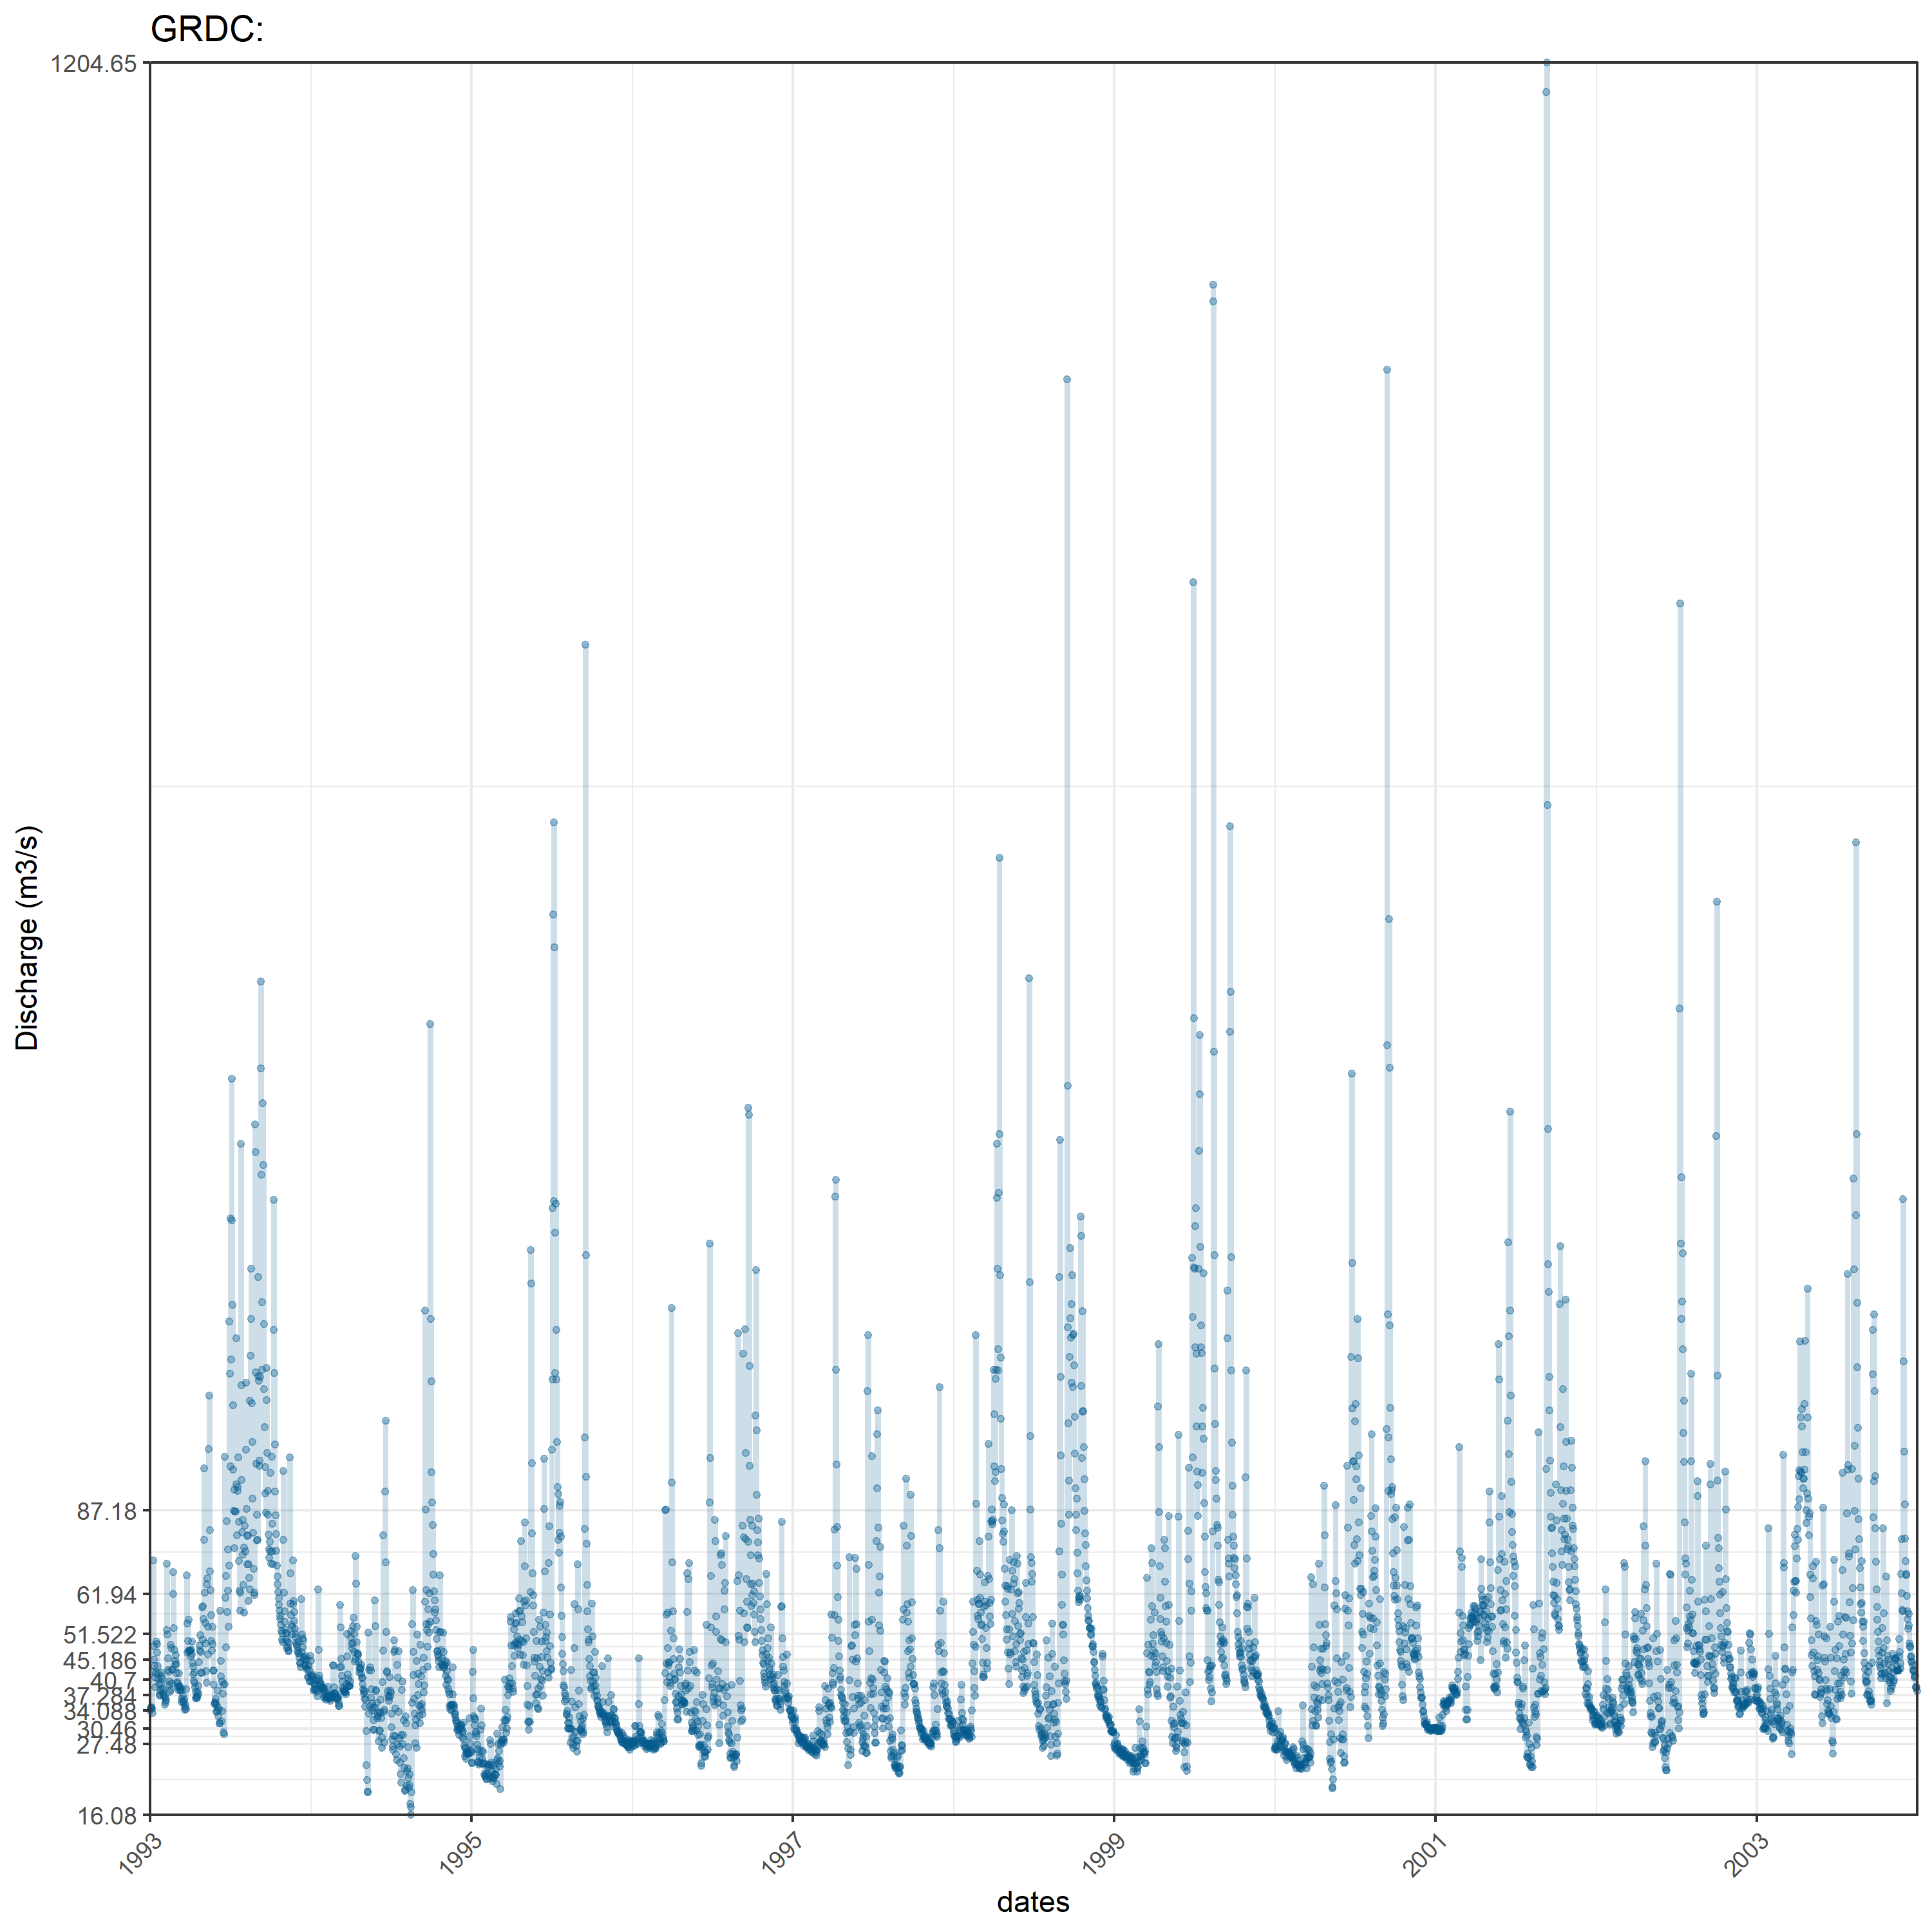 GRDC:
1204.65
87.18
61.94
51.522
45.186
40.7
37.284
34.088
30.46
27.48
16.08
Discharge (m3/s)
1993 1995 1997 1999 2001 2003
dates